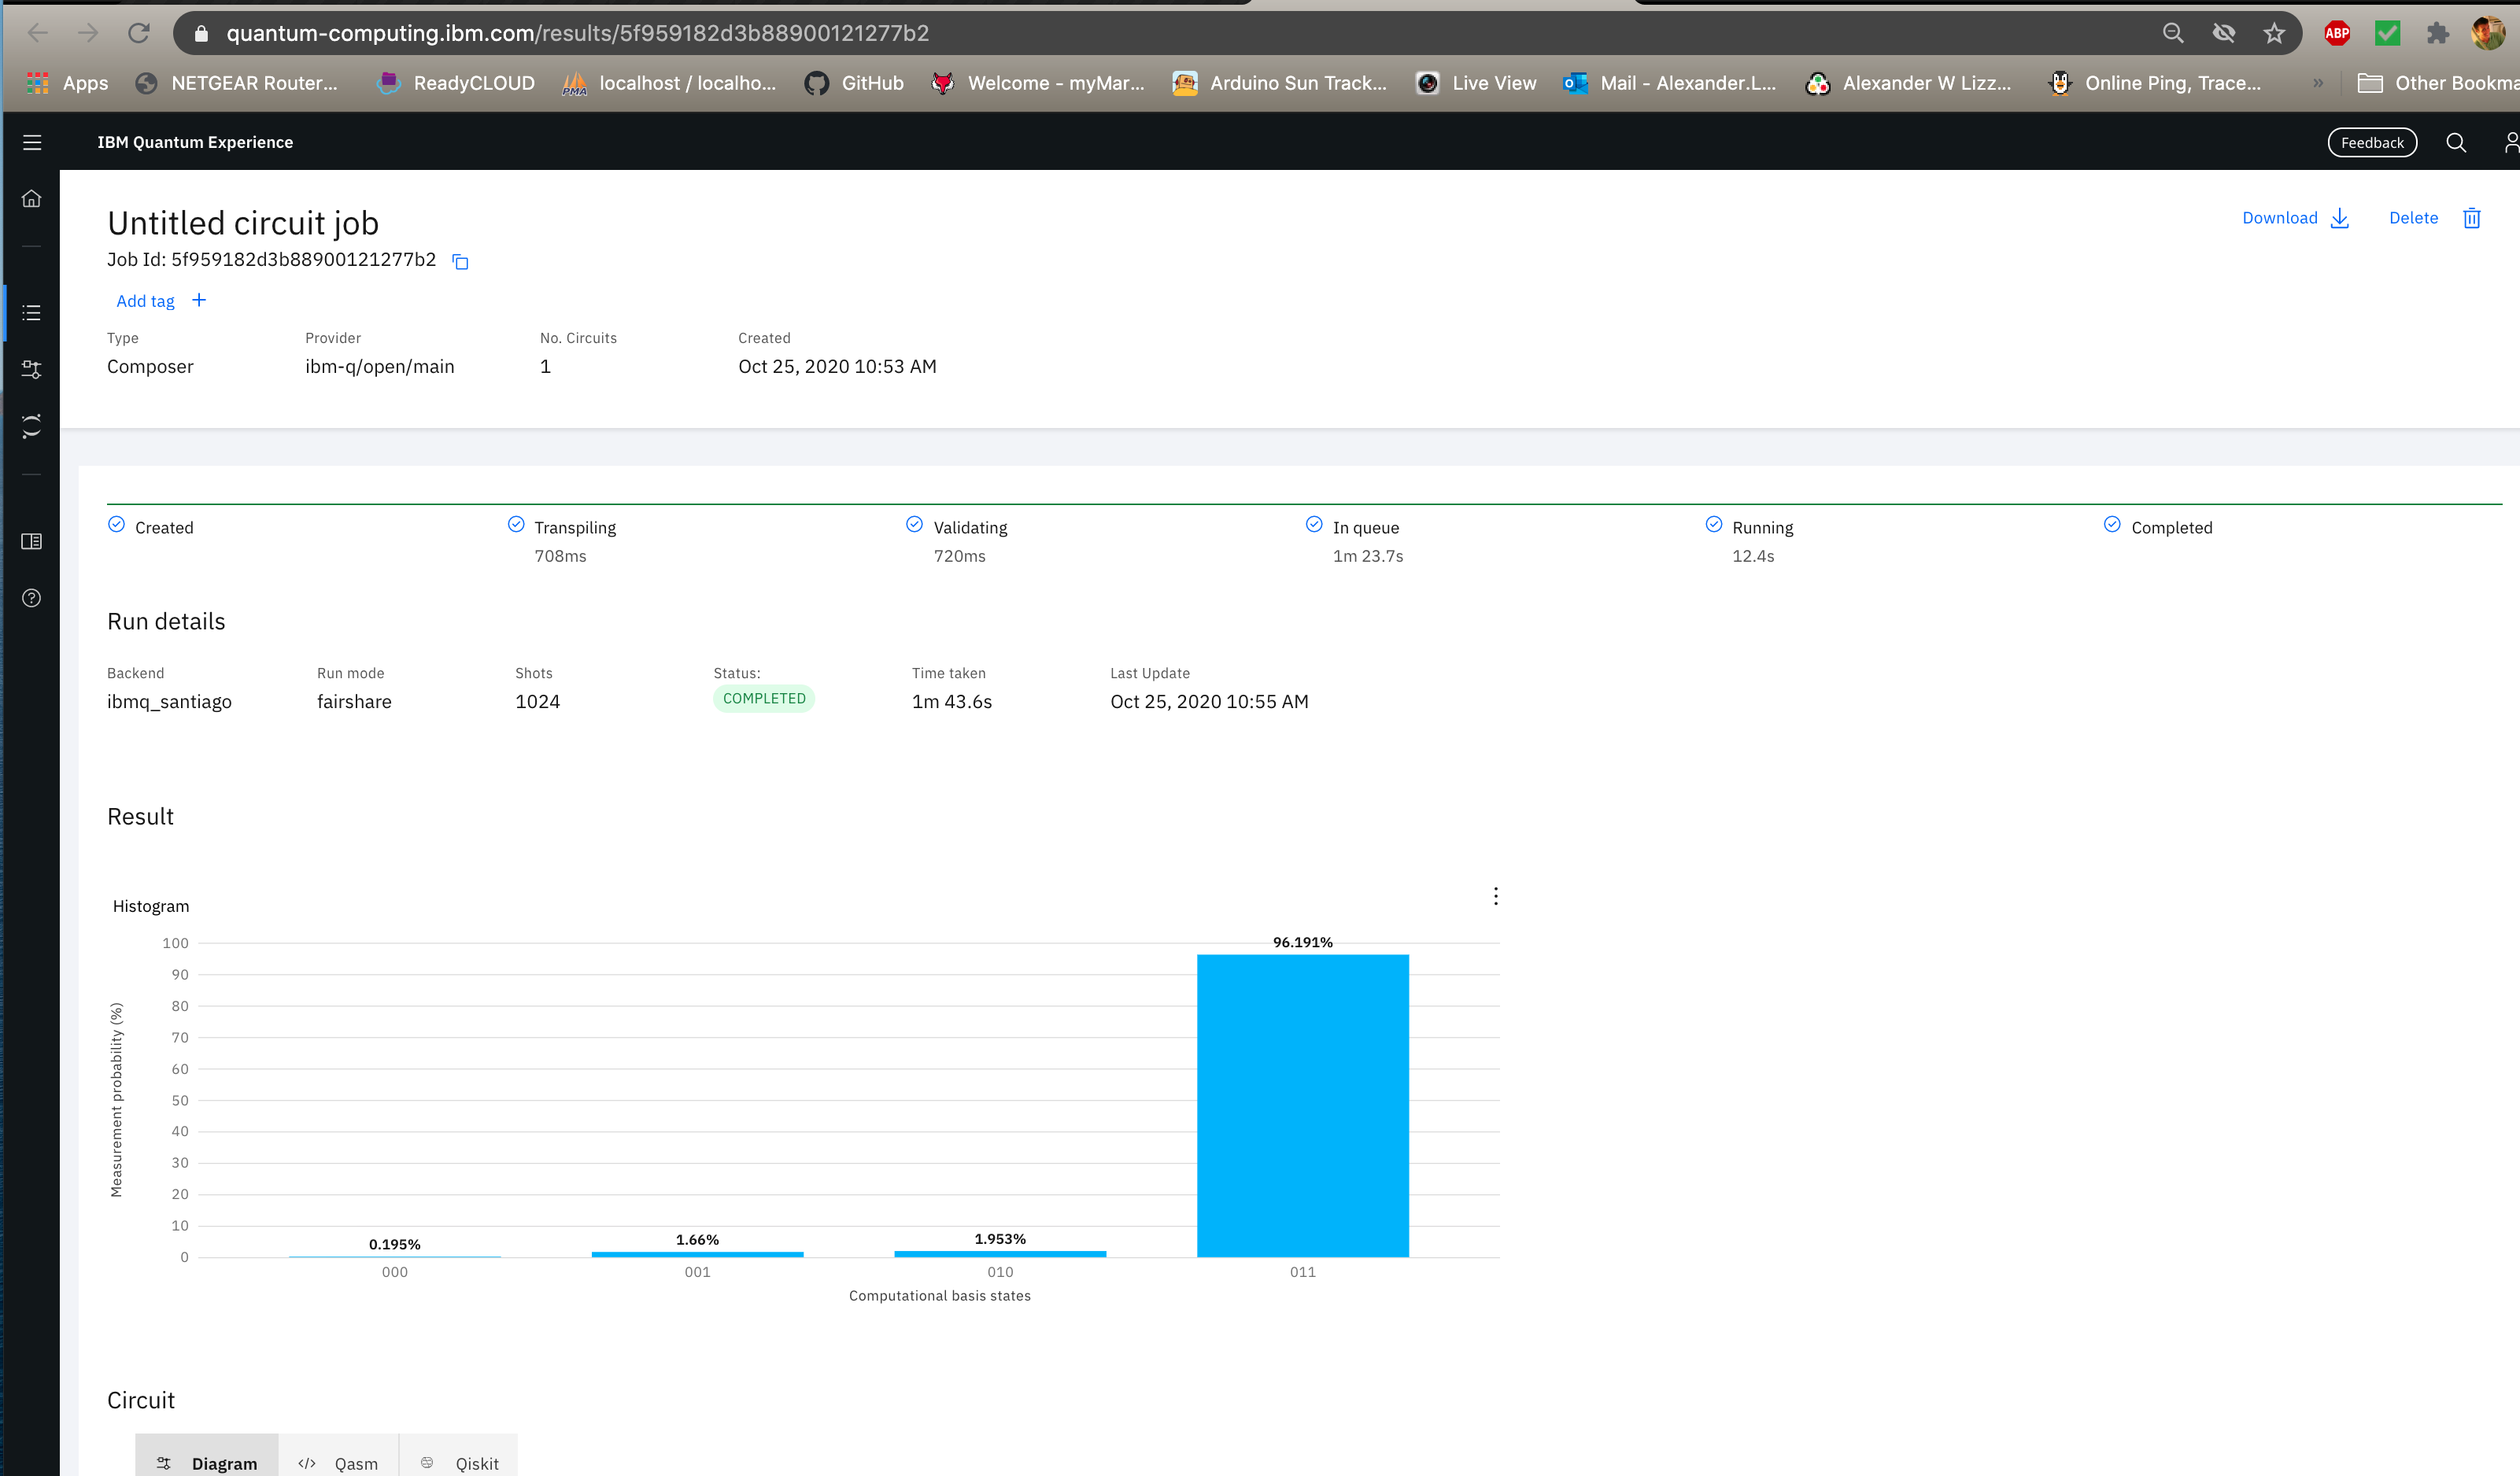 quantum-computing.ibm.com/results/5f959182d3b88900121277b2
ABP
Apps NETGEAR Router... ReadyCLOUD PMA localhost / localho... GitHub Welcome - myMar... Arduino Sun Track... Live View Mail - Alexander.L... Alexander W Lizz... Online Ping, Trace... » Other Bookma
IBM Quantum Experience Feedback
Untitled circuit job Download Delete
Job Id: 5f959182d3b88900121277b2
Add tag +
Type Provider No. Circuits Created
Composer ibm-q/open/main 1 Oct 25, 2020 10:53 AM
Created Transpiling Validating In queue Running Completed
708ms 720ms 1m 23.7s 12.4s
Run details
Backend Run mode Shots Status: Time taken Last Update
ibmq_santiago fairshare 1024 COMPLETED 1m 43.6s Oct 25, 2020 10:55 AM
Result
Histogram
Measurement probability (%)
100
90
80
70
60
50
40
30
20
10
0
0.195% 1.66% 1.953% 96.191%
000 001 010 011
Computational basis states
Circuit
Diagram </> Qasm Qiskit